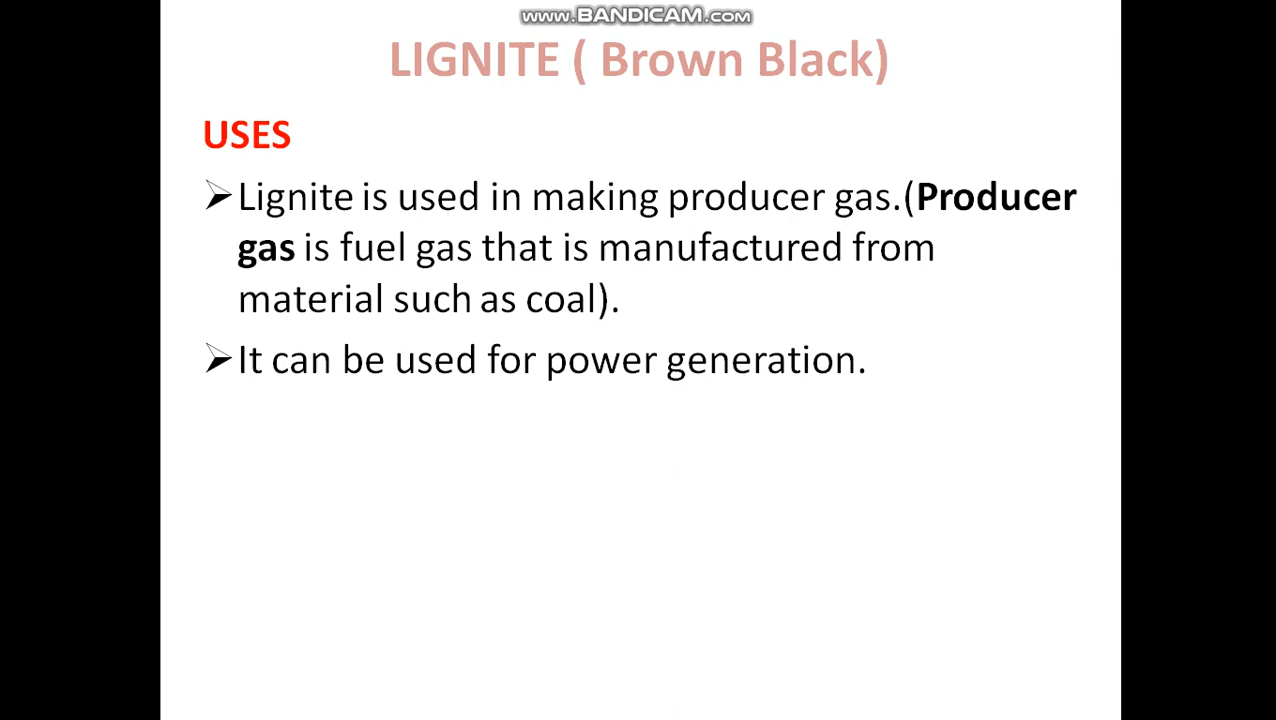 www.BANDICAM.com
LIGNITE ( Brown Black)
USES
➢Lignite is used in making producer gas.(Producer
gas is fuel gas that is manufactured from
material such as coal).
➢It can be used for power generation.